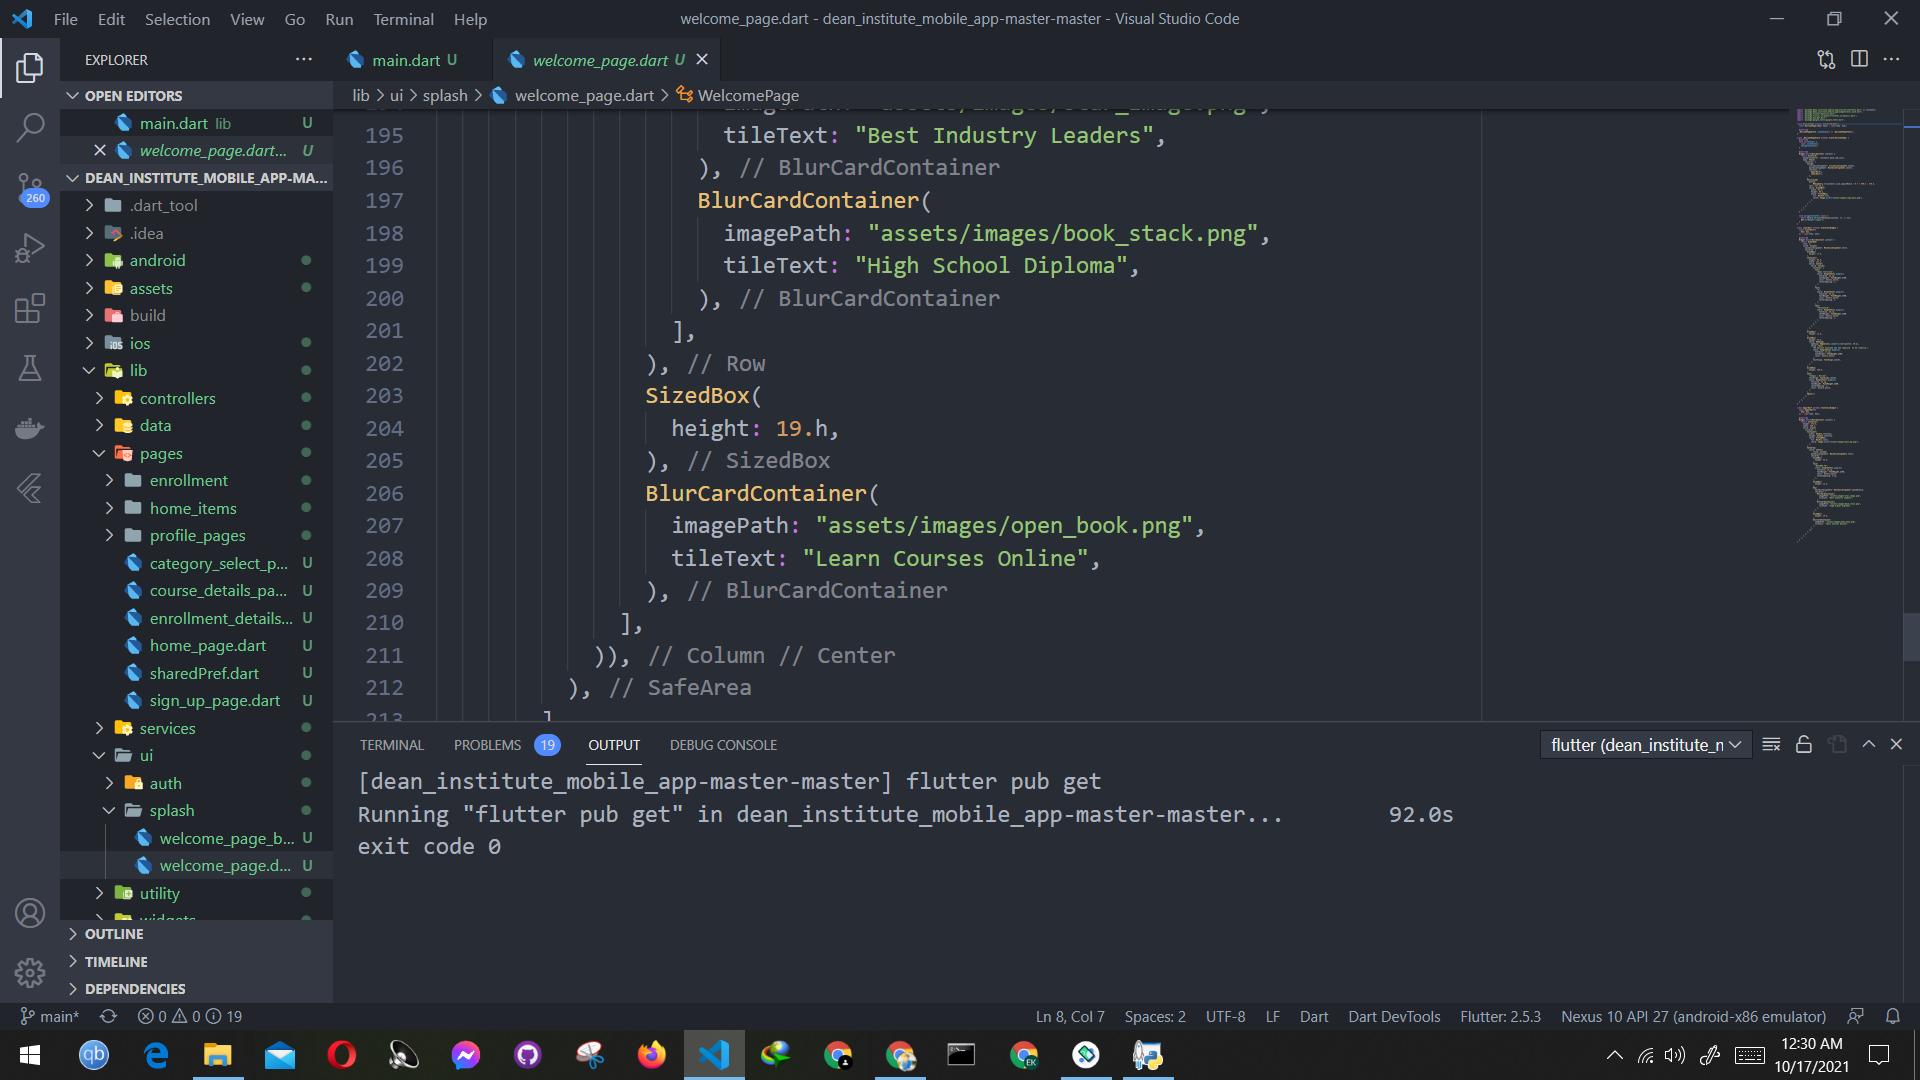 File Edit Selection View Go Run Terminal Help
welcome_page.dart - dean_institute_mobile_app-master-master - Visual Studio Code
EXPLORER
main.dart U
welcome_page.dart U
OPEN EDITORS
lib > ui > splash > welcome_page.dart > WelcomePage
main.dart lib U
welcome_page.dart... U
DEAN_INSTITUTE_MOBILE_APP-MA...
.dart_tool
.idea
android
assets
build
ios
lib
controllers
data
pages
enrollment
home_items
profile_pages
category_select_p... U
course_details_pa... U
enrollment_details... U
home_page.dart U
sharedPref.dart U
sign_up_page.dart U
services
ui
auth
splash
welcome_page_b... U
welcome_page.d... U
utility
widgets
OUTLINE
TIMELINE
DEPENDENCIES
260
195 tileText: "Best Industry Leaders",
196 ), // BlurCardContainer
197 BlurCardContainer(
198 imagePath: "assets/images/book_stack.png",
199 tileText: "High School Diploma",
200 ), // BlurCardContainer
201 ],
202 ), // Row
203 SizedBox(
204 height: 19.h,
205 ), // SizedBox
206 BlurCardContainer(
207 imagePath: "assets/images/open_book.png",
208 tileText: "Learn Courses Online",
209 ), // BlurCardContainer
210 ],
211 )), // Column // Center
212 ), // SafeArea
213 ]
TERMINAL PROBLEMS 19 OUTPUT DEBUG CONSOLE
flutter (dean_institute_m
[dean_institute_mobile_app-master-master] flutter pub get
Running "flutter pub get" in dean_institute_mobile_app-master-master... 92.0s
exit code 0
main* 0 0 19
Ln 8, Col 7 Spaces: 2 UTF-8 LF Dart Dart DevTools Flutter: 2.5.3 Nexus 10 API 27 (android-x86 emulator)
qb
EK
12:30 AM
10/17/2021